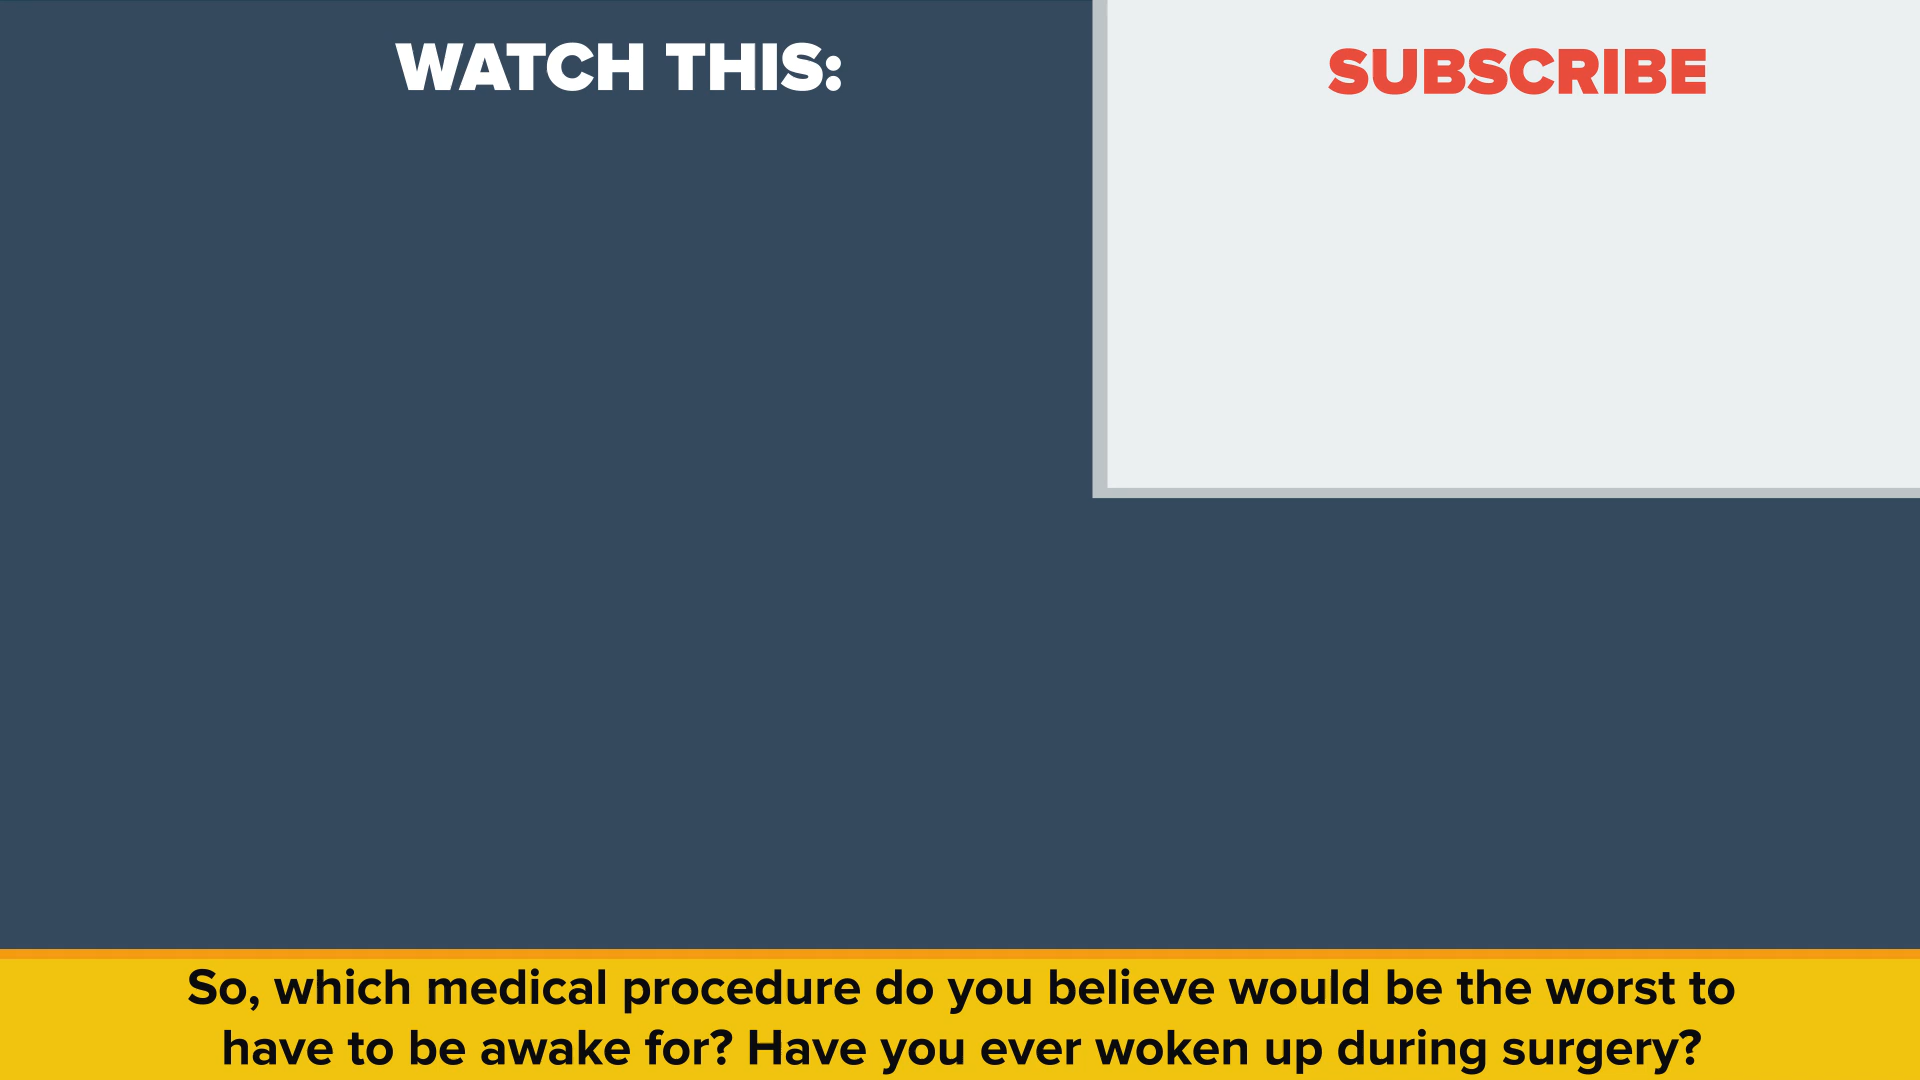 WATCH THIS:
SUBSCRIBE
So, which medical procedure do you believe would be the worst to
have to be awake for? Have you ever woken up during surgery?